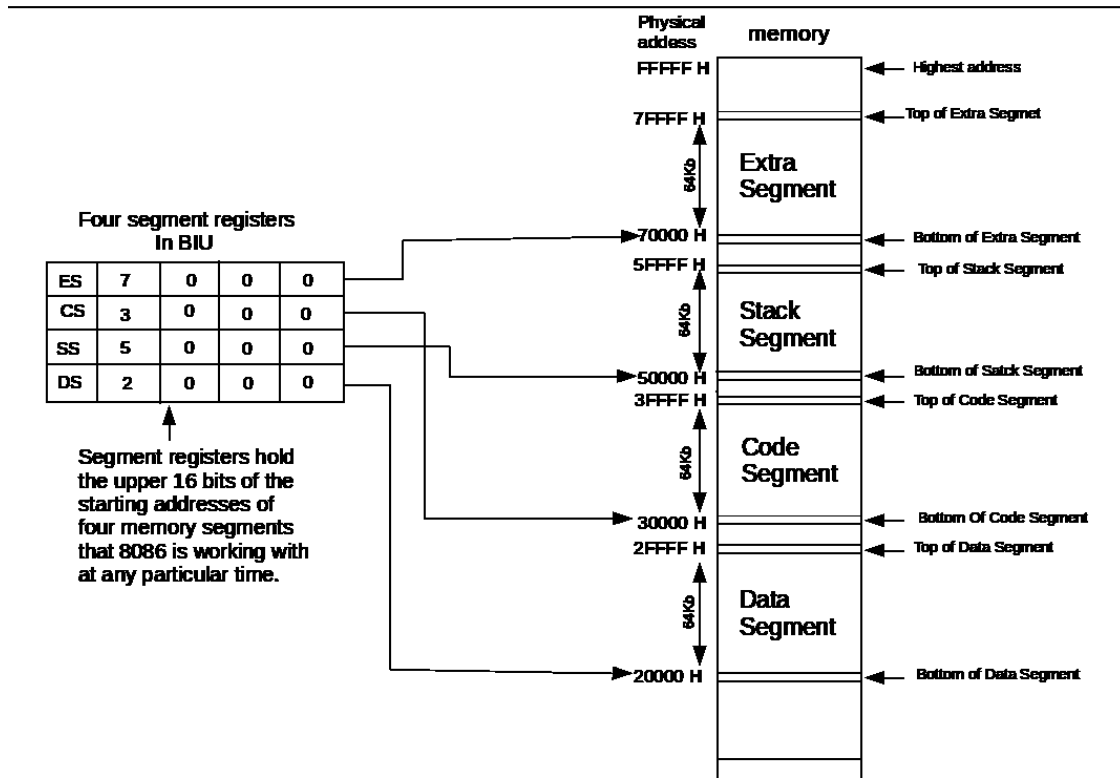 Physical
addess
memory
FFFFF H
Highest address
7FFFF H
Top of Extra Segmet
64Kb
Extra
Segment
70000 H
Bottom of Extra Segment
5FFFF H
Top of Stack Segment
64Kb
Stack
Segment
50000 H
Bottom of Satck Segment
3FFFF H
Top of Code Segment
64Kb
Code
Segment
30000 H
Bottom Of Code Segment
2FFFF H
Top of Data Segment
64Kb
Data
Segment
20000 H
Bottom of Data Segment
Four segment registers
In BIU
ES 7 0 0 0
CS 3 0 0 0
SS 5 0 0 0
DS 2 0 0 0
Segment registers hold
the upper 16 bits of the
starting addresses of
four memory segments
that 8086 is working with
at any particular time.